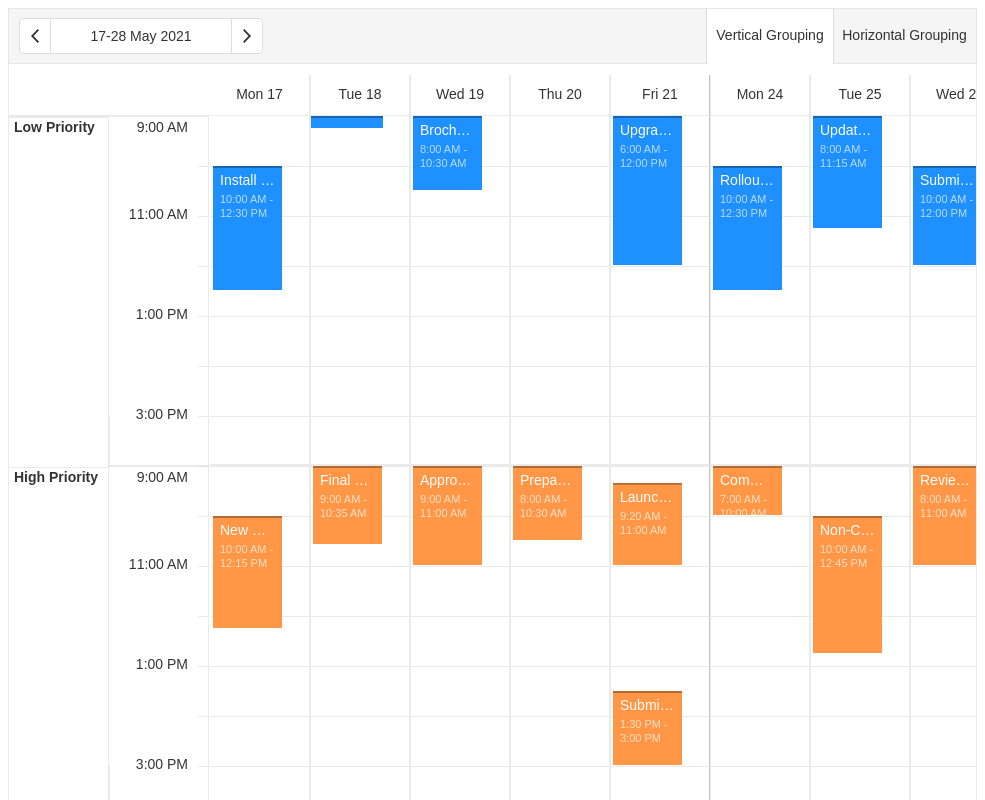 17-28 May 2021
Vertical Grouping
Horizontal Grouping
Mon 17
Tue 18
Wed 19
Thu 20
Fri 21
Mon 24
Tue 25
Wed 2
Low Priority
9:00 AM
11:00 AM
1:00 PM
3:00 PM
Install ...
10:00 AM -
12:30 PM
Broch...
8:00 AM -
10:30 AM
Upgra...
6:00 AM -
12:00 PM
Rollou...
10:00 AM -
12:30 PM
Updat...
8:00 AM -
11:15 AM
Submi...
10:00 AM -
12:00 PM
High Priority
9:00 AM
11:00 AM
1:00 PM
3:00 PM
New ...
10:00 AM -
12:15 PM
Final ...
9:00 AM -
10:35 AM
Appro...
9:00 AM -
11:00 AM
Prepa...
8:00 AM -
10:30 AM
Launc...
9:20 AM -
11:00 AM
Submi...
1:30 PM -
3:00 PM
Com...
7:00 AM -
10:00 AM
Non-C...
10:00 AM -
12:45 PM
Revie...
8:00 AM -
11:00 AM